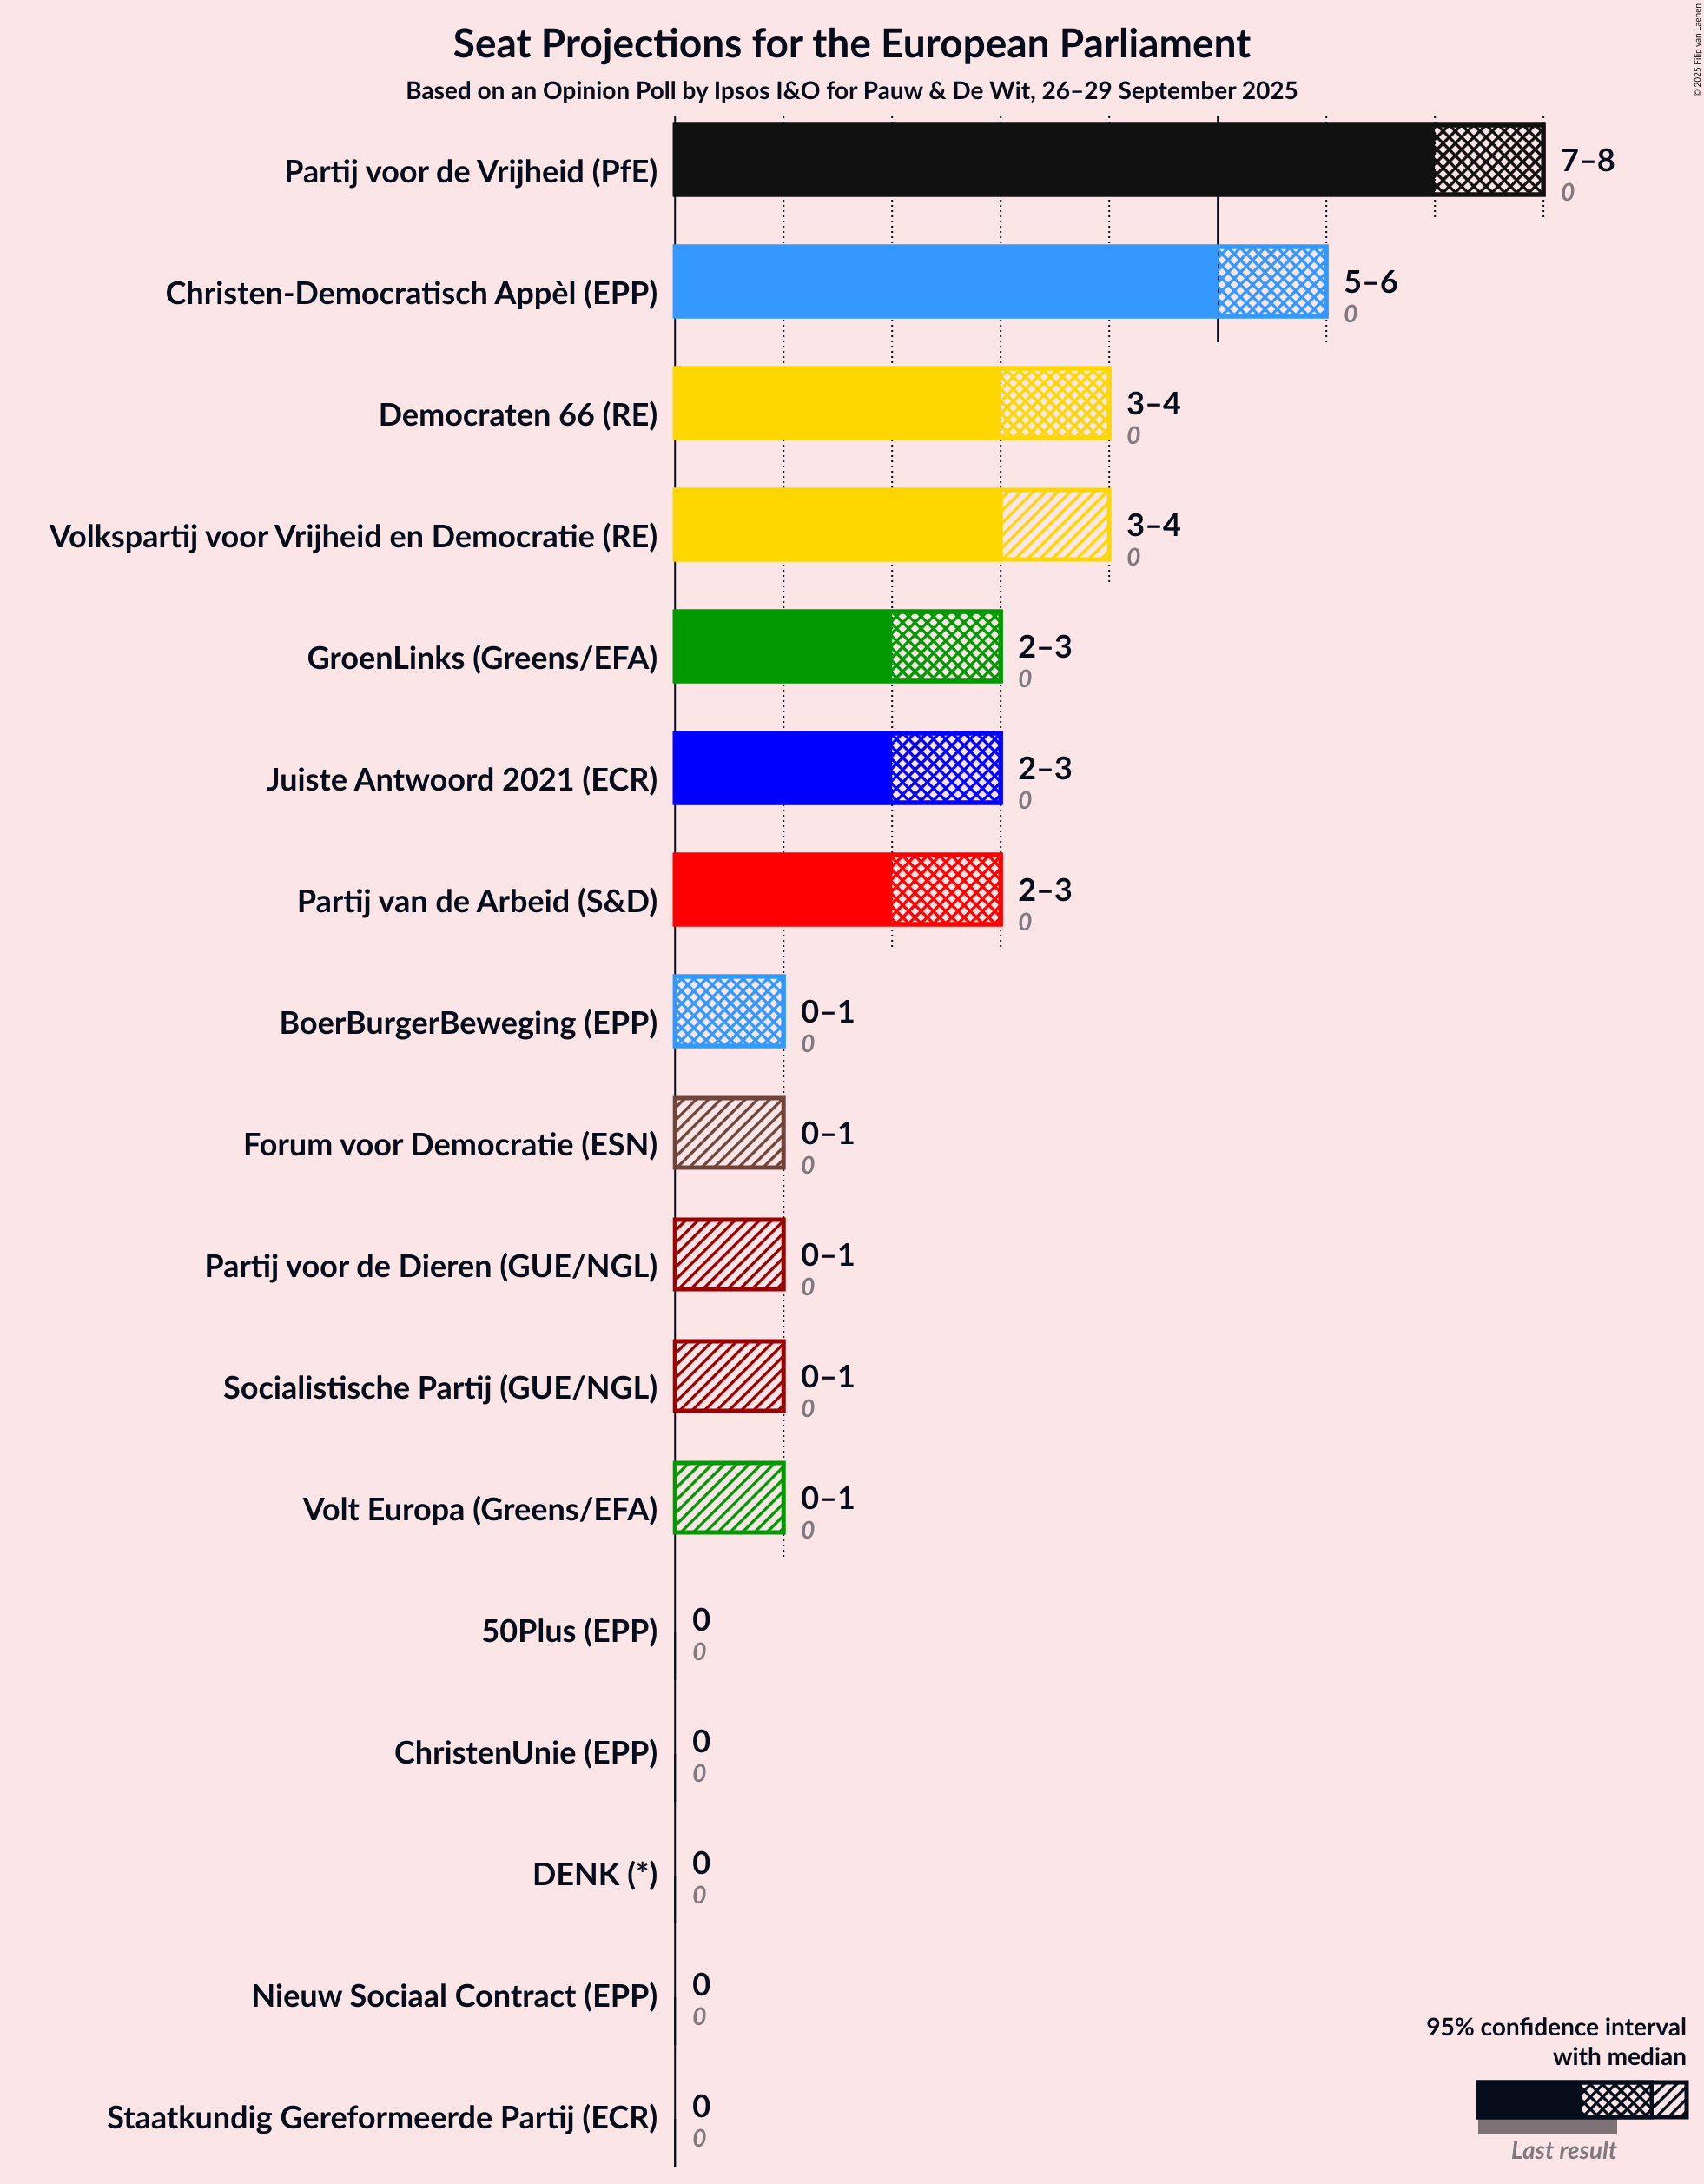 Seat Projections for the European Parliament
Based on an Opinion Poll by Ipsos I&O for Pauw & De Wit, 26–29 September 2025
© 2025 Filip van Laenen
Partij voor de Vrijheid (PfE)
7–8
0
Christen-Democratisch Appèl (EPP)
5–6
0
Democraten 66 (RE)
3–4
0
Volkspartij voor Vrijheid en Democratie (RE)
3–4
0
GroenLinks (Greens/EFA)
2–3
0
Juiste Antwoord 2021 (ECR)
2–3
0
Partij van de Arbeid (S&D)
2–3
0
BoerBurgerBeweging (EPP)
0–1
0
Forum voor Democratie (ESN)
0–1
0
Partij voor de Dieren (GUE/NGL)
0–1
0
Socialistische Partij (GUE/NGL)
0–1
0
Volt Europa (Greens/EFA)
0–1
0
50Plus (EPP)
0
0
ChristenUnie (EPP)
0
0
DENK (*)
0
0
Nieuw Sociaal Contract (EPP)
0
0
Staatkundig Gereformeerde Partij (ECR)
0
0
95% confidence interval
with median
Last result